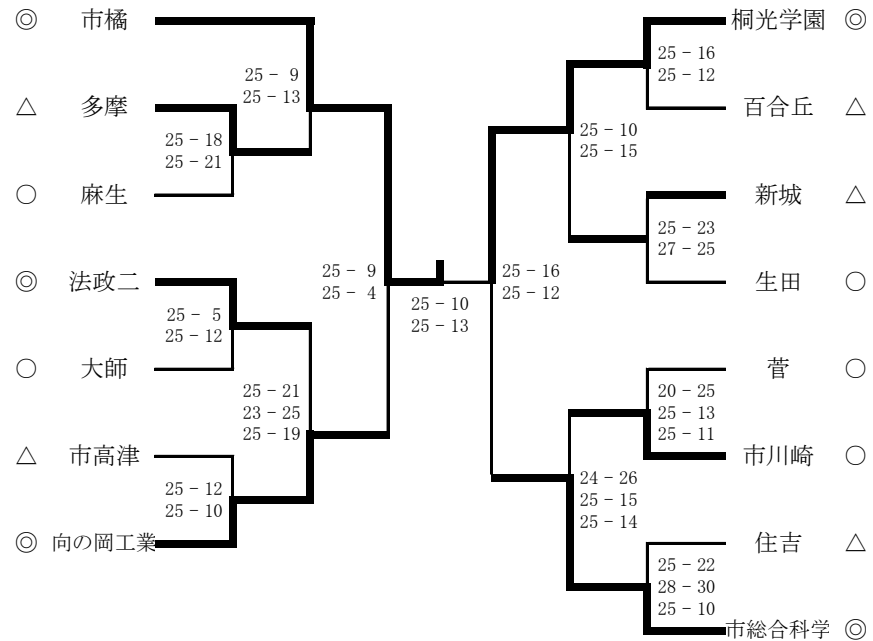 ◎ 市橘
25 - 9
25 - 13
△ 多摩
25 - 18
25 - 21
○ 麻生
◎ 法政二
25 - 5
25 - 12
○ 大師
25 - 21
23 - 25
25 - 19
△ 市高津
25 - 12
25 - 10
◎ 向の岡工業
25 - 9
25 - 4
25 - 10
25 - 13
桐光学園 ◎
25 - 16
25 - 12
百合丘 △
25 - 10
25 - 15
新城 △
25 - 23
27 - 25
生田 ○
25 - 16
25 - 12
菅 ○
20 - 25
25 - 13
25 - 11
市川崎 ○
24 - 26
25 - 15
25 - 14
住吉 △
25 - 22
28 - 30
25 - 10
市総合科学 ◎